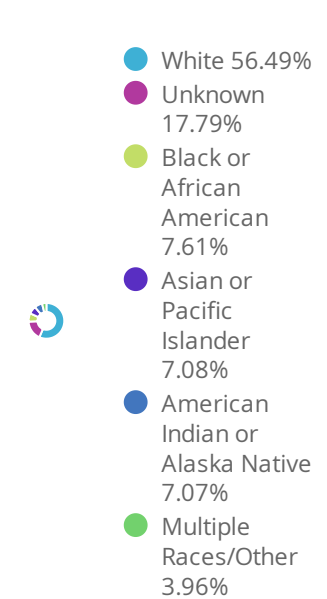 White 56.49%
Unknown
17.79%
Black or
African
American
7.61%
Asian or
Pacific
Islander
7.08%
American
Indian or
Alaska Native
7.07%
Multiple
Races/Other
3.96%